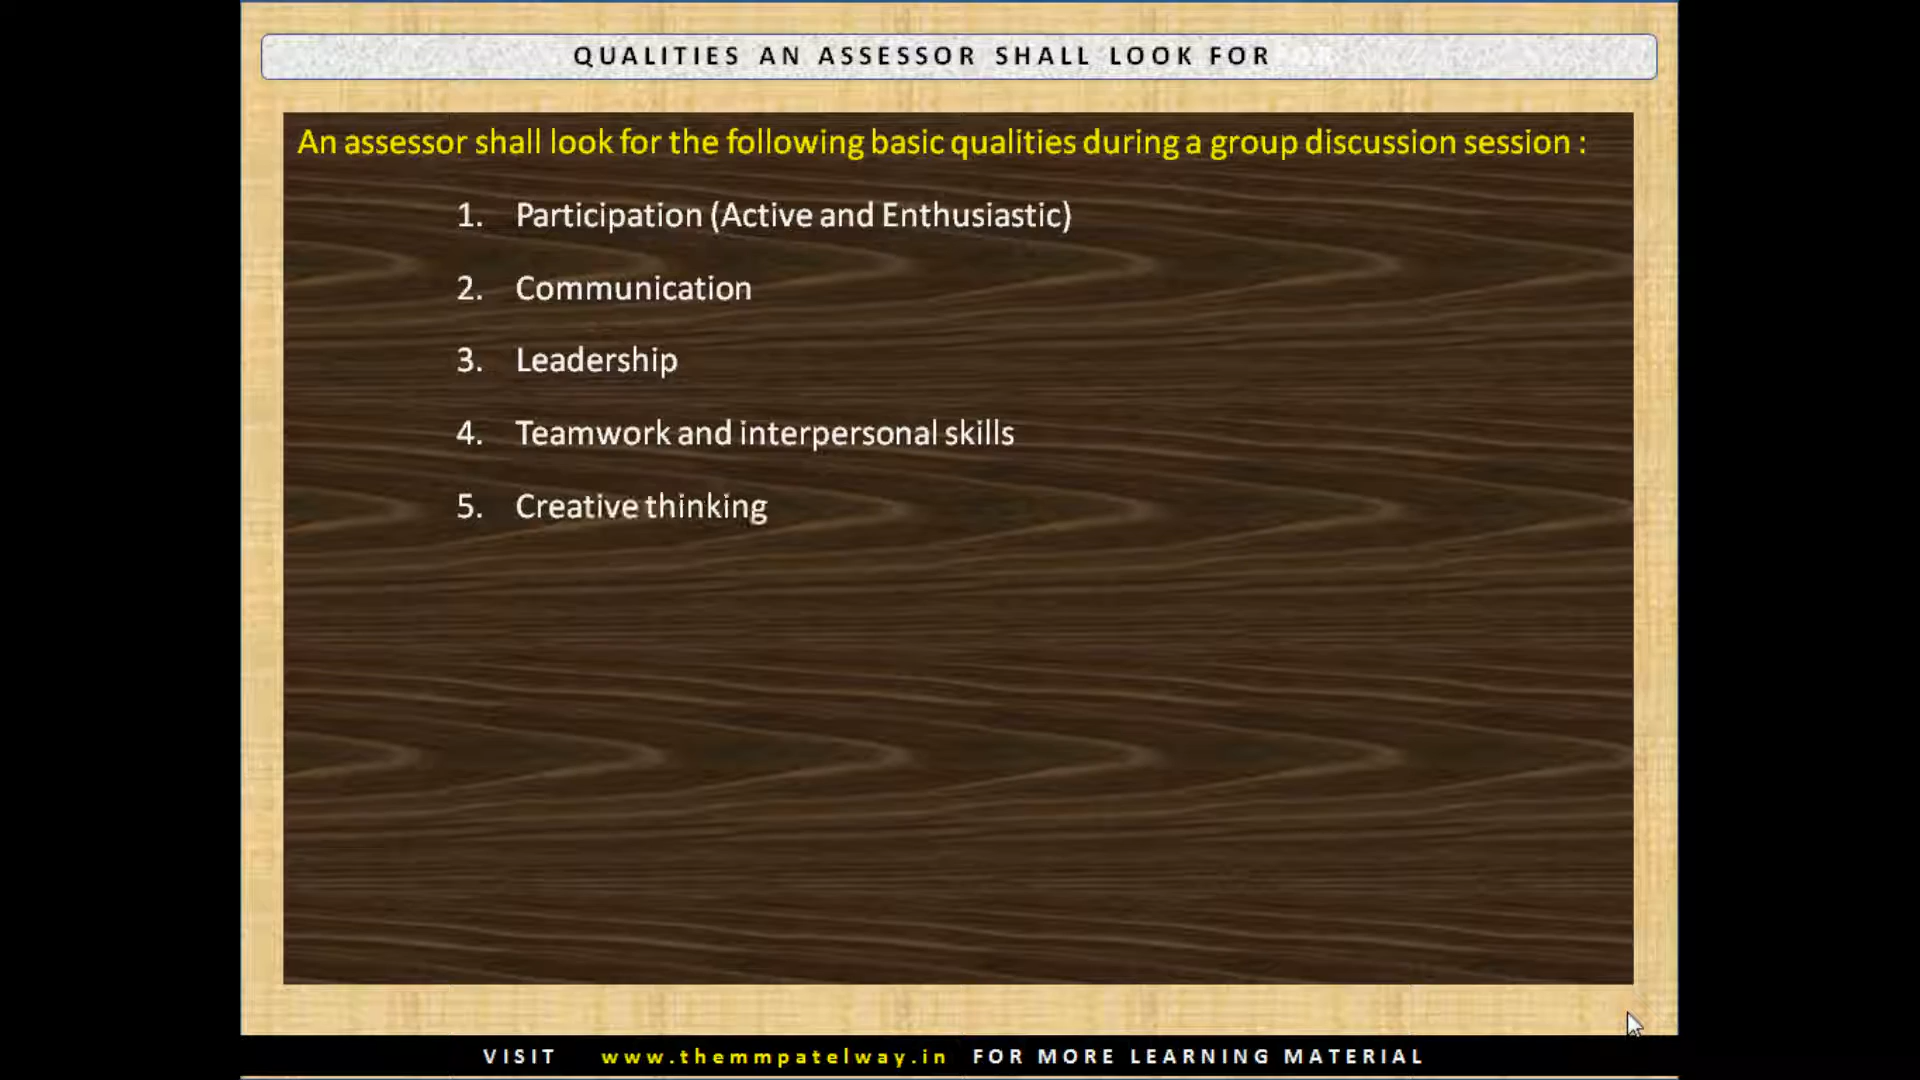 QUALITIES AN ASSESSOR SHALL LOOK FOR
An assessor shall look for the following basic qualities during a group discussion session :
1. Participation (Active and Enthusiastic)
2. Communication
3. Leadership
4. Teamwork and interpersonal skills
5. Creative thinking
VISIT www.themmpatelway.in FOR MORE LEARNING MATERIAL